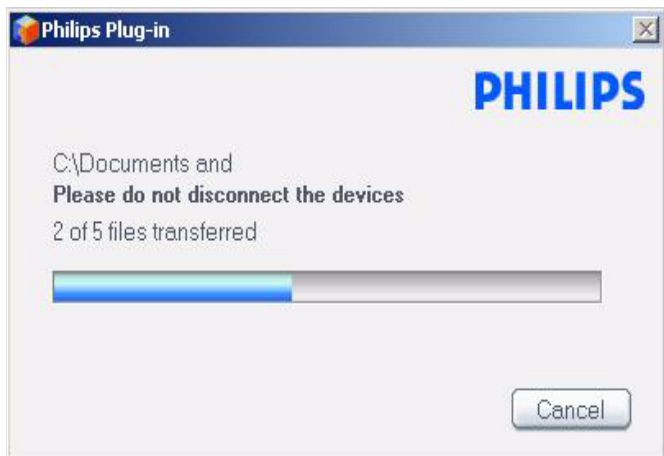 Philips Plug-in
PHILIPS
C:\Documents and
Please do not disconnect the devices
2 of 5 files transferred
Cancel